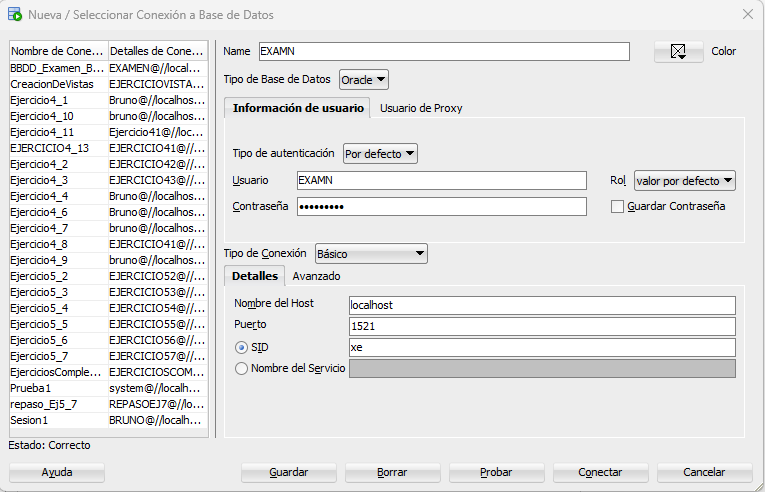 Nueva / Seleccionar Conexión a Base de Datos
Nombre de Cone... Detalles de Cone...
BBDD_Examen_B... EXAMEN@//local...
CreacionDeVistas EJERCICIOVISTA...
Ejercicio4_1 Bruno@//localhos...
Ejercicio4_10 bruno@//localhos...
Ejercicio4_11 Ejercicio41@//loc...
EJERCICIO4_13 EJERCICIO41@//...
Ejercicio4_2 EJERCICIO42@//...
Ejercicio4_3 EJERCICIO43@//...
Ejercicio4_4 Bruno@//localhos...
Ejercicio4_6 Bruno@//localhos...
Ejercicio4_7 bruno@//localhos...
Ejercicio4_8 EJERCICIO41@//...
Ejercicio4_9 bruno@//localhos...
Ejercicio5_2 EJERCICIO52@//...
Ejercicio5_3 EJERCICIO53@//...
Ejercicio5_4 EJERCICIO54@//...
Ejercicio5_5 EJERCICIO55@//...
Ejercicio5_6 EJERCICIO56@//...
Ejercicio5_7 EJERCICIO57@//...
EjerciciosComple... EJERCICIOSCOM...
Prueba1 system@//localh...
repaso_Ej5_7 REPASOEJ7@//lo...
Sesion1 BRUNO@//localh...
Estado: Correcto
Name EXAMN Color
Tipo de Base de Datos Oracle
Información de usuario Usuario de Proxy
Tipo de autenticación Por defecto
Usuario EXAMN Rol valor por defecto
Contraseña ••••••••• Guardar Contraseña
Tipo de Conexión Básico
Detalles Avanzado
Nombre del Host localhost
Puerto 1521
SID xe
Nombre del Servicio
Ayuda Guardar Borrar Probar Conectar Cancelar